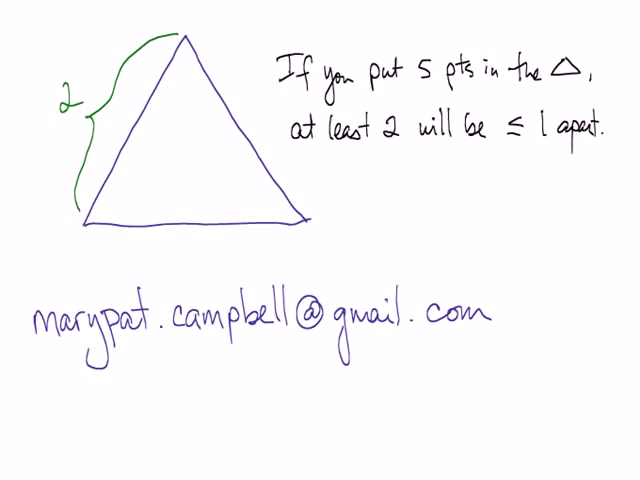 2
If you put 5 pts in the △,
at least 2 will be ≤ 1 apart.
marypat.campbell@gmail.com